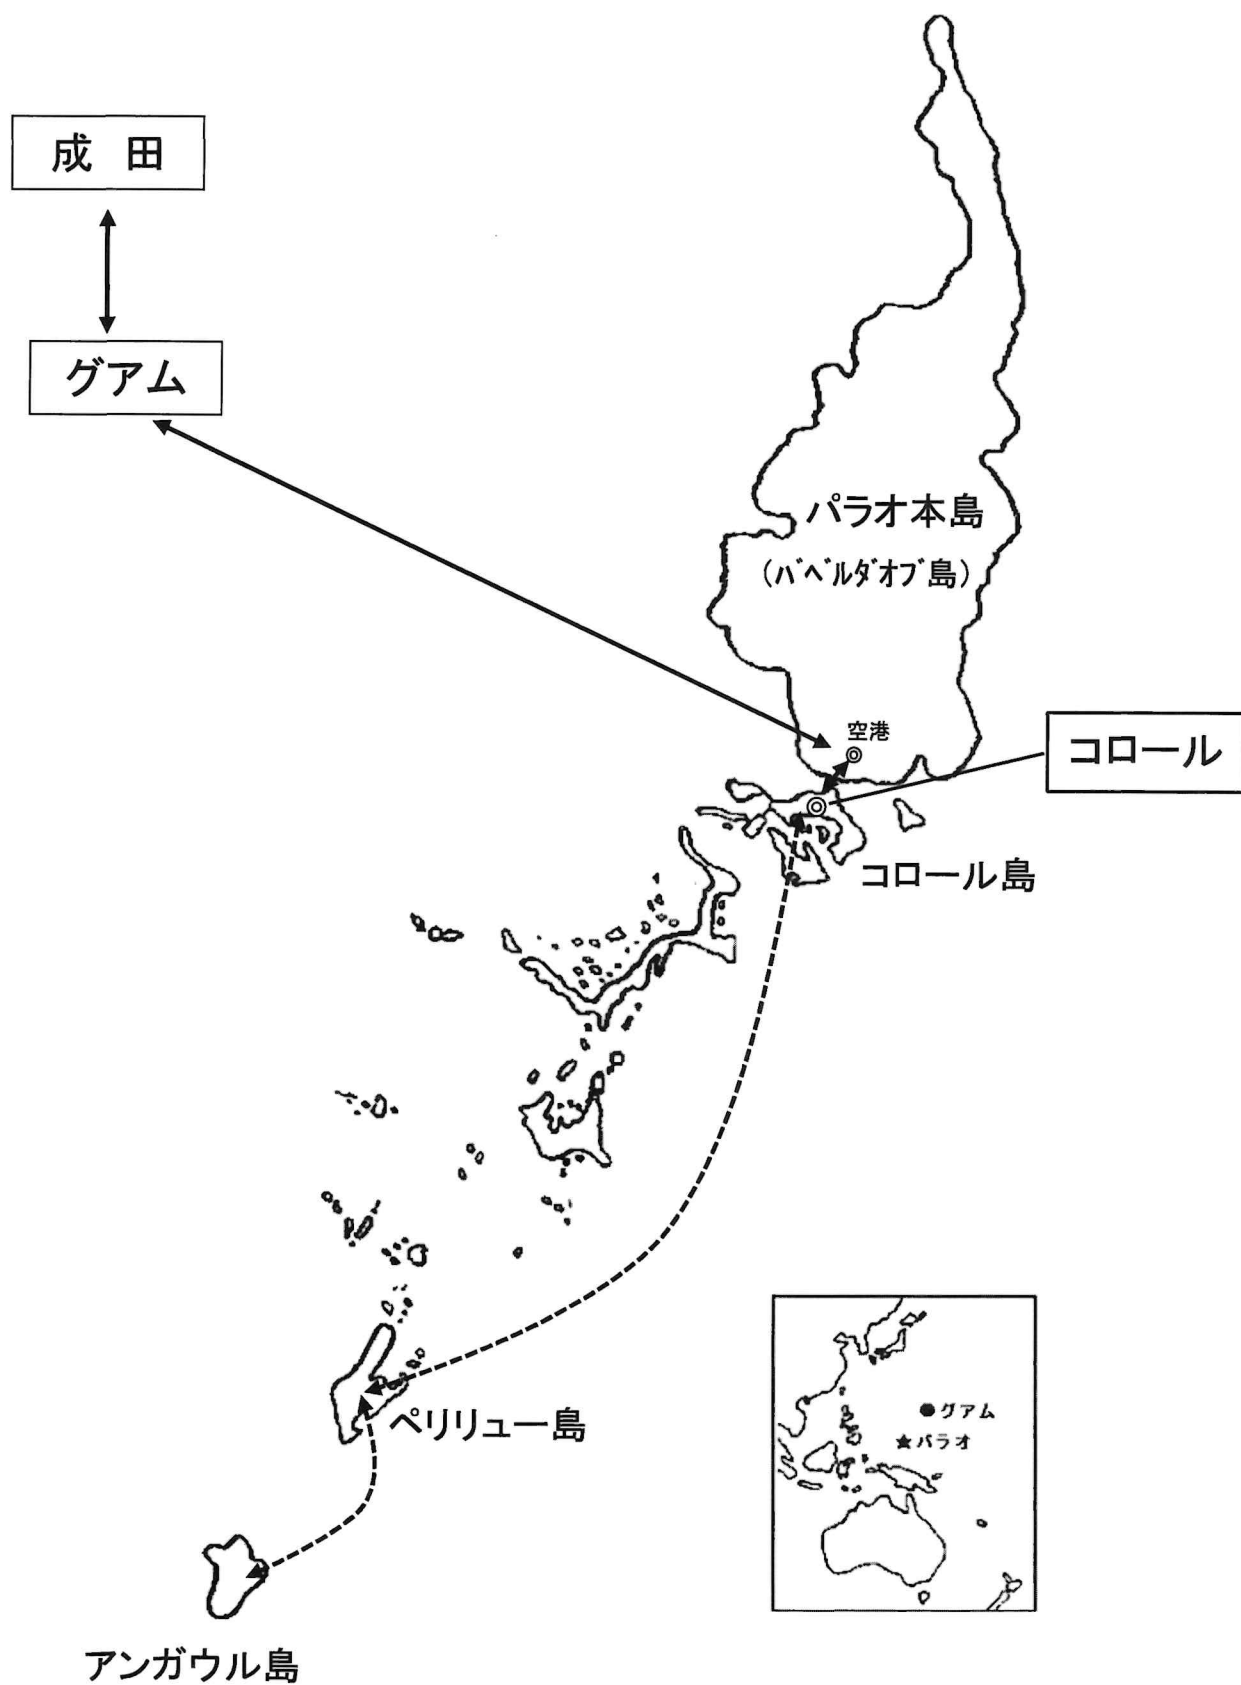 成 田
グアム
パラオ本島
(バベルダオブ島)
空港
コロール
コロール島
グアム
パラオ
ペリリュー島
アンガウル島